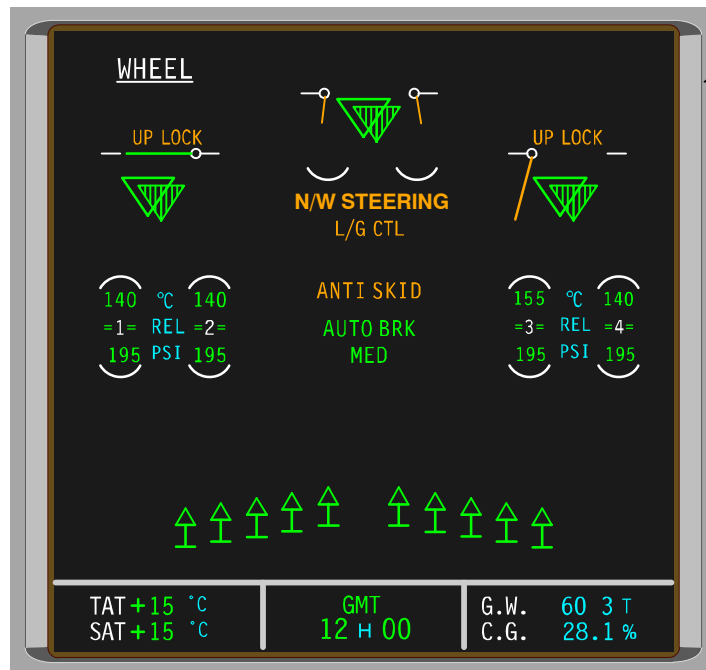 WHEEL
UP LOCK
UP LOCK
N/W STEERING
L/G CTL
ANTI SKID
140 °C 140
155 °C 140
=1= REL =2=
AUTO BRK
=3= REL =4=
195 PSI 195
MED
195 PSI 195
TAT +15 °C
GMT
G.W. 60 3 T
SAT +15 °C
12 H 00
C.G. 28.1 %